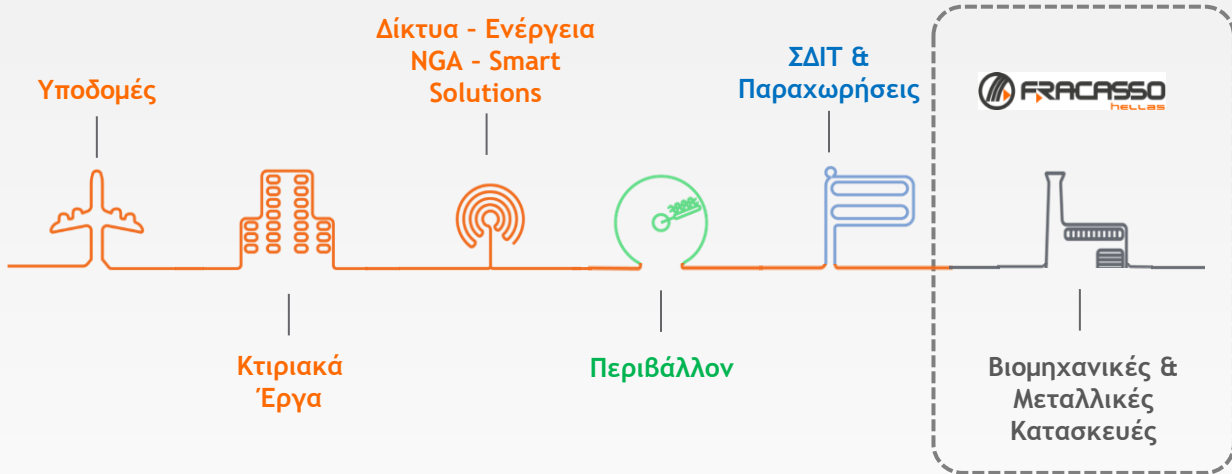 Υποδομές
Κτιριακά
Έργα
Δίκτυα - Ενέργεια
NGA - Smart
Solutions
Περιβάλλον
ΣΔΙΤ &
Παραχωρήσεις
FRACASSO
HELLAS
Βιομηχανικές &
Μεταλλικές
Κατασκευές